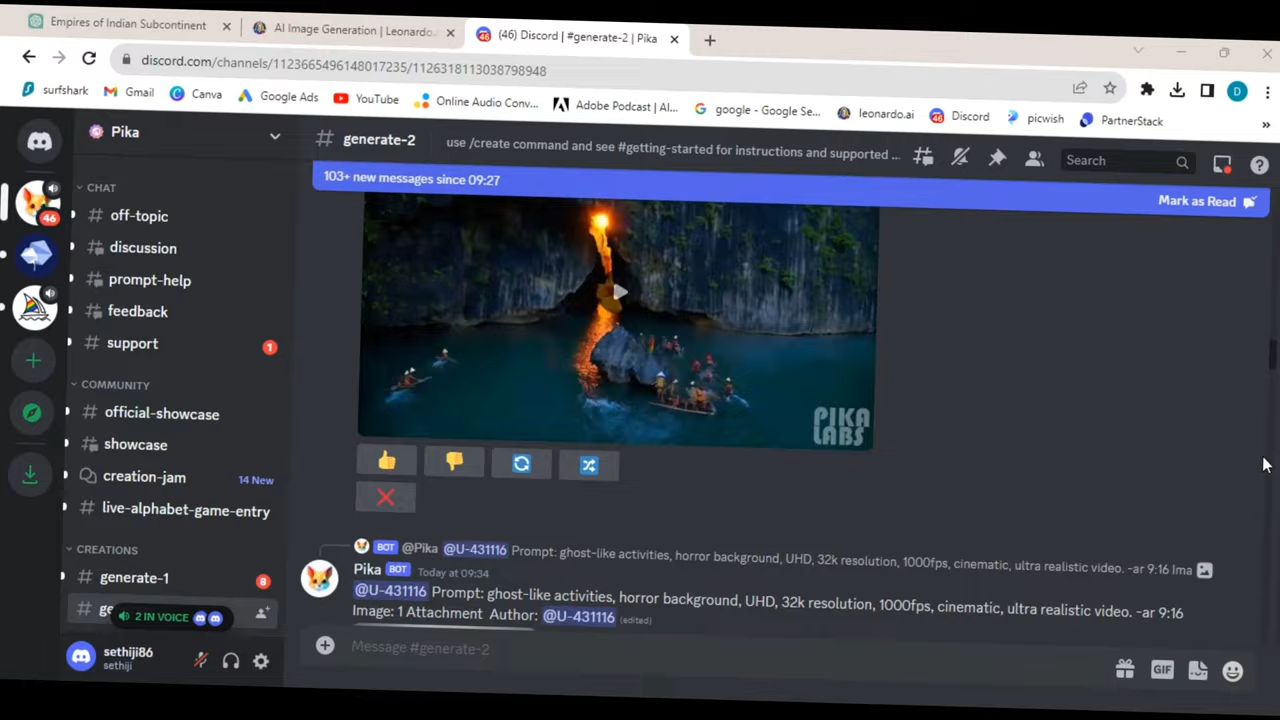 Empires of Indian Subcontinent
AI Image Generation | Leonardo.
(46) Discord | #generate-2 | Pika
discord.com/channels/1123665496148017235/1126318113038798948
surfshark
Gmail
Canva
Google Ads
YouTube
Online Audio Conv...
Adobe Podcast | AI...
google - Google Se...
leonardo.ai
46
Discord
picwish
PartnerStack
»
D
Pika
# generate-2
use /create command and see #getting-started for instructions and supported ...
Search
103+ new messages since 09:27
Mark as Read
46
CHAT
# off-topic
discussion
prompt-help
feedback
# support
1
COMMUNITY
# official-showcase
showcase
creation-jam
14 New
# live-alphabet-game-entry
CREATIONS
# generate-1
8
# ge
2 IN VOICE
sethiji86
sethiji
PIKA
LABS
BOT @Pika @U-431116 Prompt: ghost-like activities, horror background, UHD, 32k resolution, 1000fps, cinematic, ultra realistic video. -ar 9:16 Ima
Pika BOT Today at 09:34
@U-431116 Prompt: ghost-like activities, horror background, UHD, 32k resolution, 1000fps, cinematic, ultra realistic video. -ar 9:16
Image: 1 Attachment Author: @U-431116 (edited)
Message #generate-2
GIF